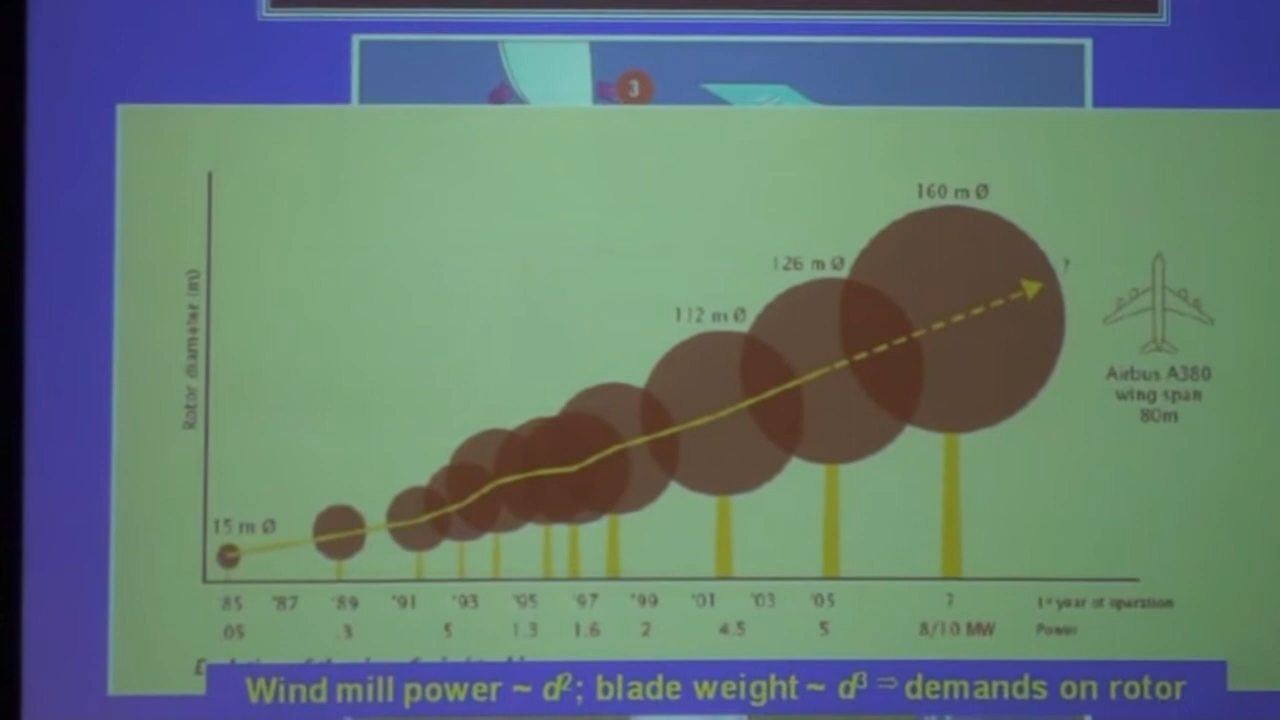 3
160 m Ø
126 m Ø
?
112 m Ø
Rotor diameter (m)
Airbus A380
wing span
80m
15 m Ø
'85 '87 '89 '91 '93 '95 '97 '99 '01 '03 '05 ? 1st year of operation
.05 .3 .5 1.3 1.6 2 4.5 5 8/10 MW Power
Wind mill power ~ d²; blade weight ~ d³ ⇒ demands on rotor